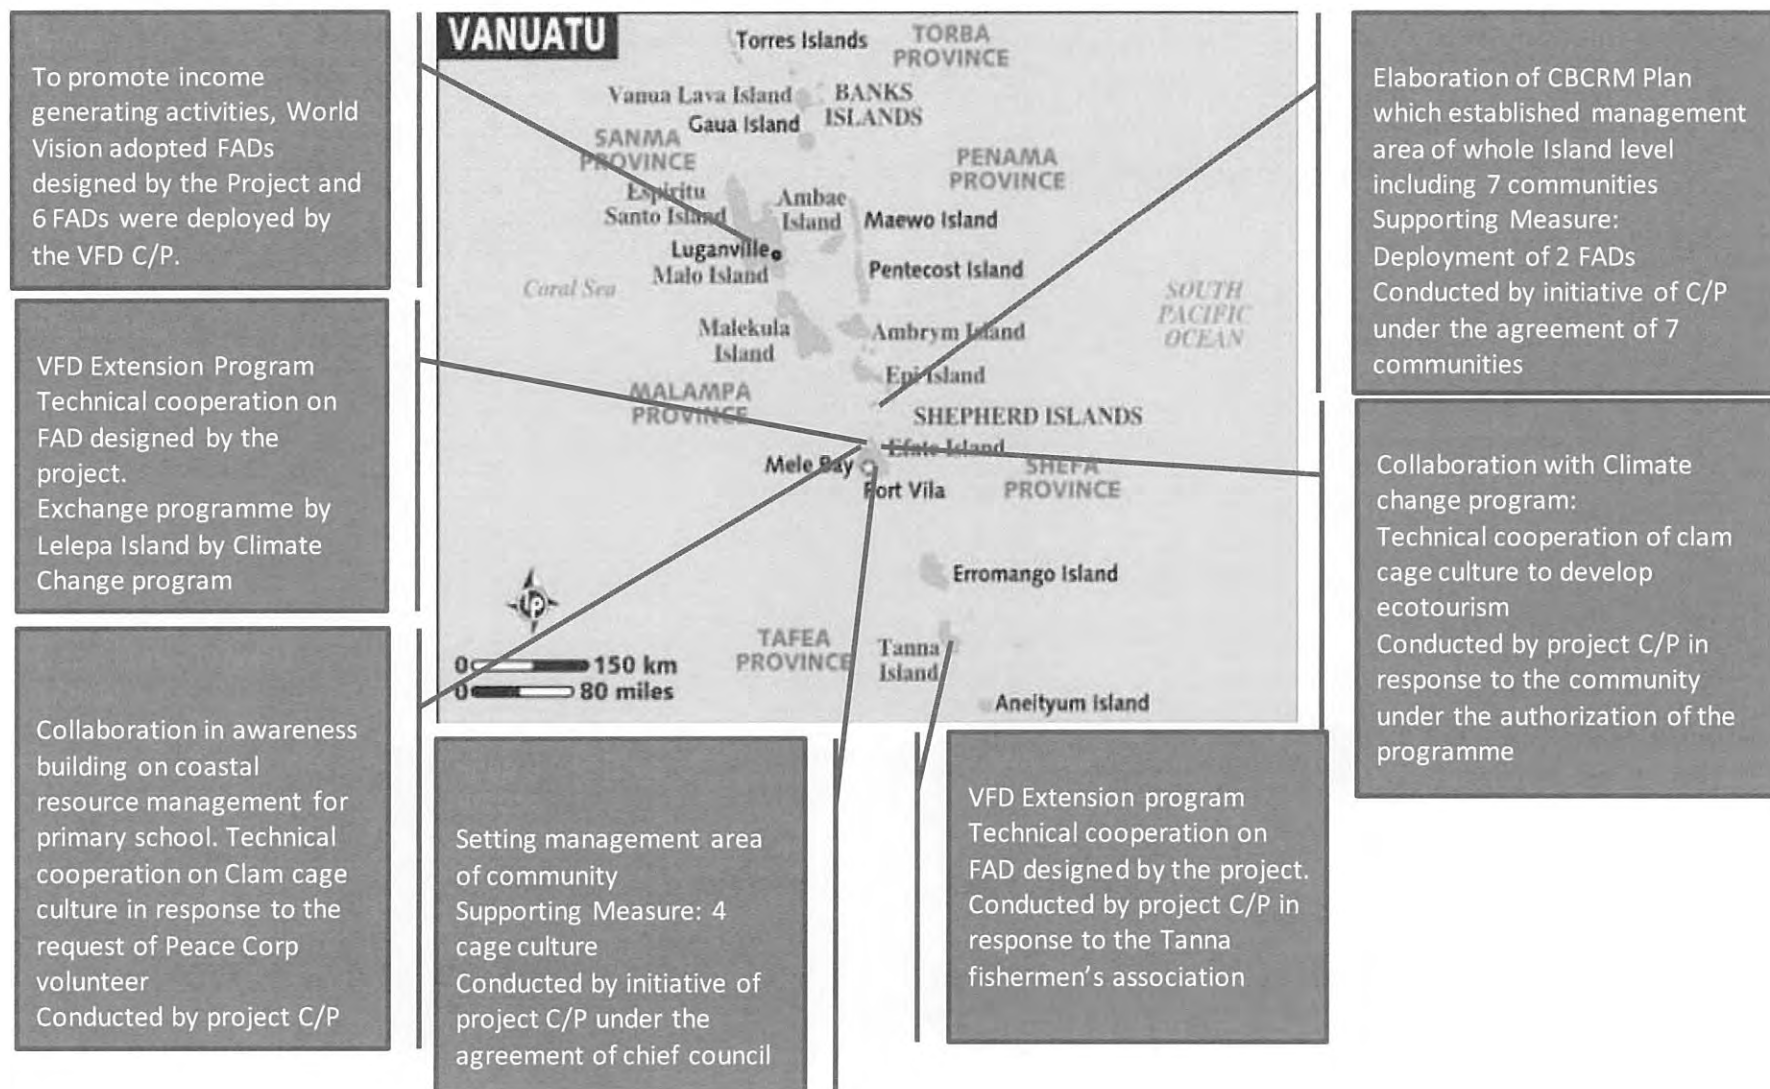 To promote income
generating activities, World
Vision adopted FADs
designed by the Project and
6 FADs were deployed by
the VFD C/P.
VFD Extension Program
Technical cooperation on
FAD designed by the
project.
Exchange programme by
Lelepa Island by Climate
Change program
Collaboration in awareness
building on coastal
resource management for
primary school. Technical
cooperation on Clam cage
culture in response to the
request of Peace Corp
volunteer
Conducted by project C/P
VANUATU
Torres Islands
TORBA
PROVINCE
Vanua Lava Island
BANKS
ISLANDS
Gaua Island
SANMA
PROVINCE
PENAMA
PROVINCE
Espiritu
Santo Island
Ambae
Island
Maewo Island
Luganville
Malo Island
Pentecost Island
Coral Sea
SOUTH
PACIFIC
OCEAN
Malekula
Island
Ambrym Island
Epi Island
MALAMPA
PROVINCE
SHEPHERD ISLANDS
Efate Island
Mele Bay
SHEFA
PROVINCE
Port Vila
Erromango Island
TAFEA
PROVINCE
Tanna
Island
Aneityum Island
LP
0 150 km
0 80 miles
Setting management area
of community
Supporting Measure: 4
cage culture
Conducted by initiative of
project C/P under the
agreement of chief council
VFD Extension program
Technical cooperation on
FAD designed by the project.
Conducted by project C/P in
response to the Tanna
fishermen’s association
Elaboration of CBCRM Plan
which established management
area of whole Island level
including 7 communities
Supporting Measure:
Deployment of 2 FADs
Conducted by initiative of C/P
under the agreement of 7
communities
Collaboration with Climate
change program:
Technical cooperation of clam
cage culture to develop
ecotourism
Conducted by project C/P in
response to the community
under the authorization of the
programme